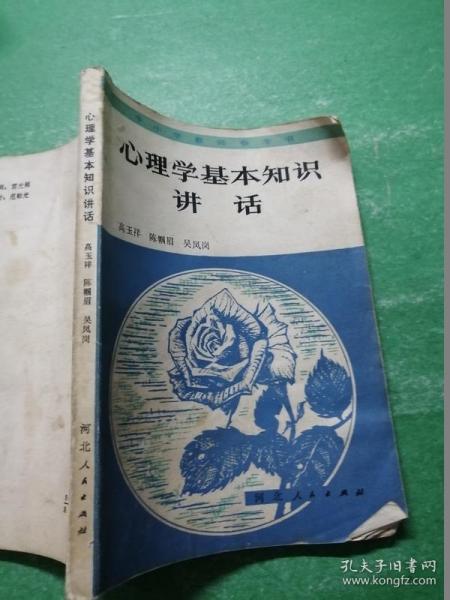 心理学基本知识
讲话
高玉祥 陈帼眉 吴凤岗
河北人民出版社
心理学基本知识讲话
高玉祥 陈帼眉 吴凤岗
河北人民出版社
孔夫子旧书网
www.kongfz.com